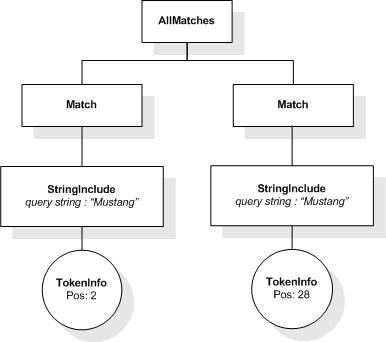 AllMatches
Match
Match
StringInclude
query string : “Mustang”
StringInclude
query string : “Mustang”
TokenInfo
Pos: 2
TokenInfo
Pos: 28